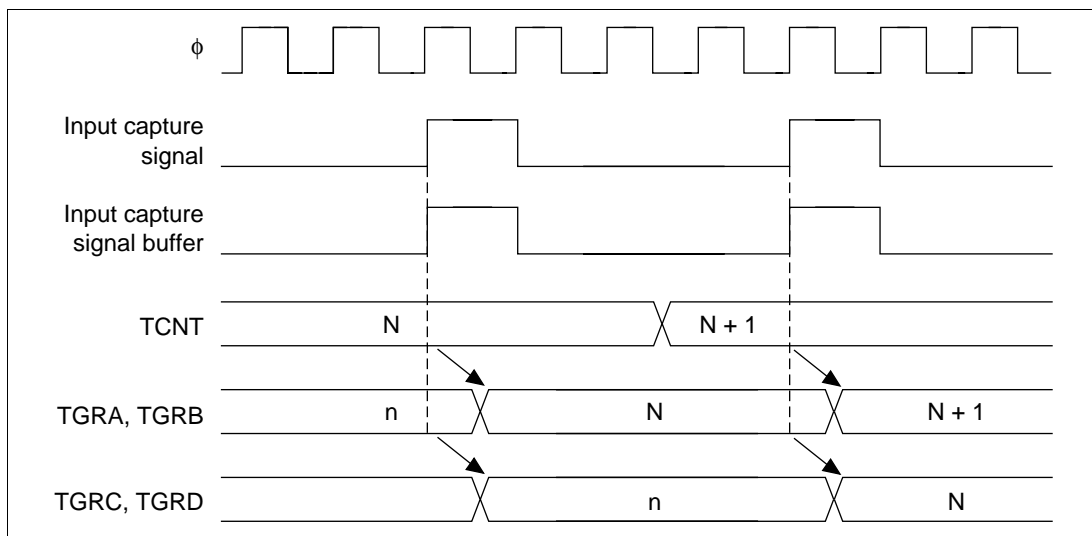 ϕ
Input capture
signal
Input capture
signal buffer
TCNT
N
N + 1
TGRA, TGRB
n
N
N + 1
TGRC, TGRD
n
N